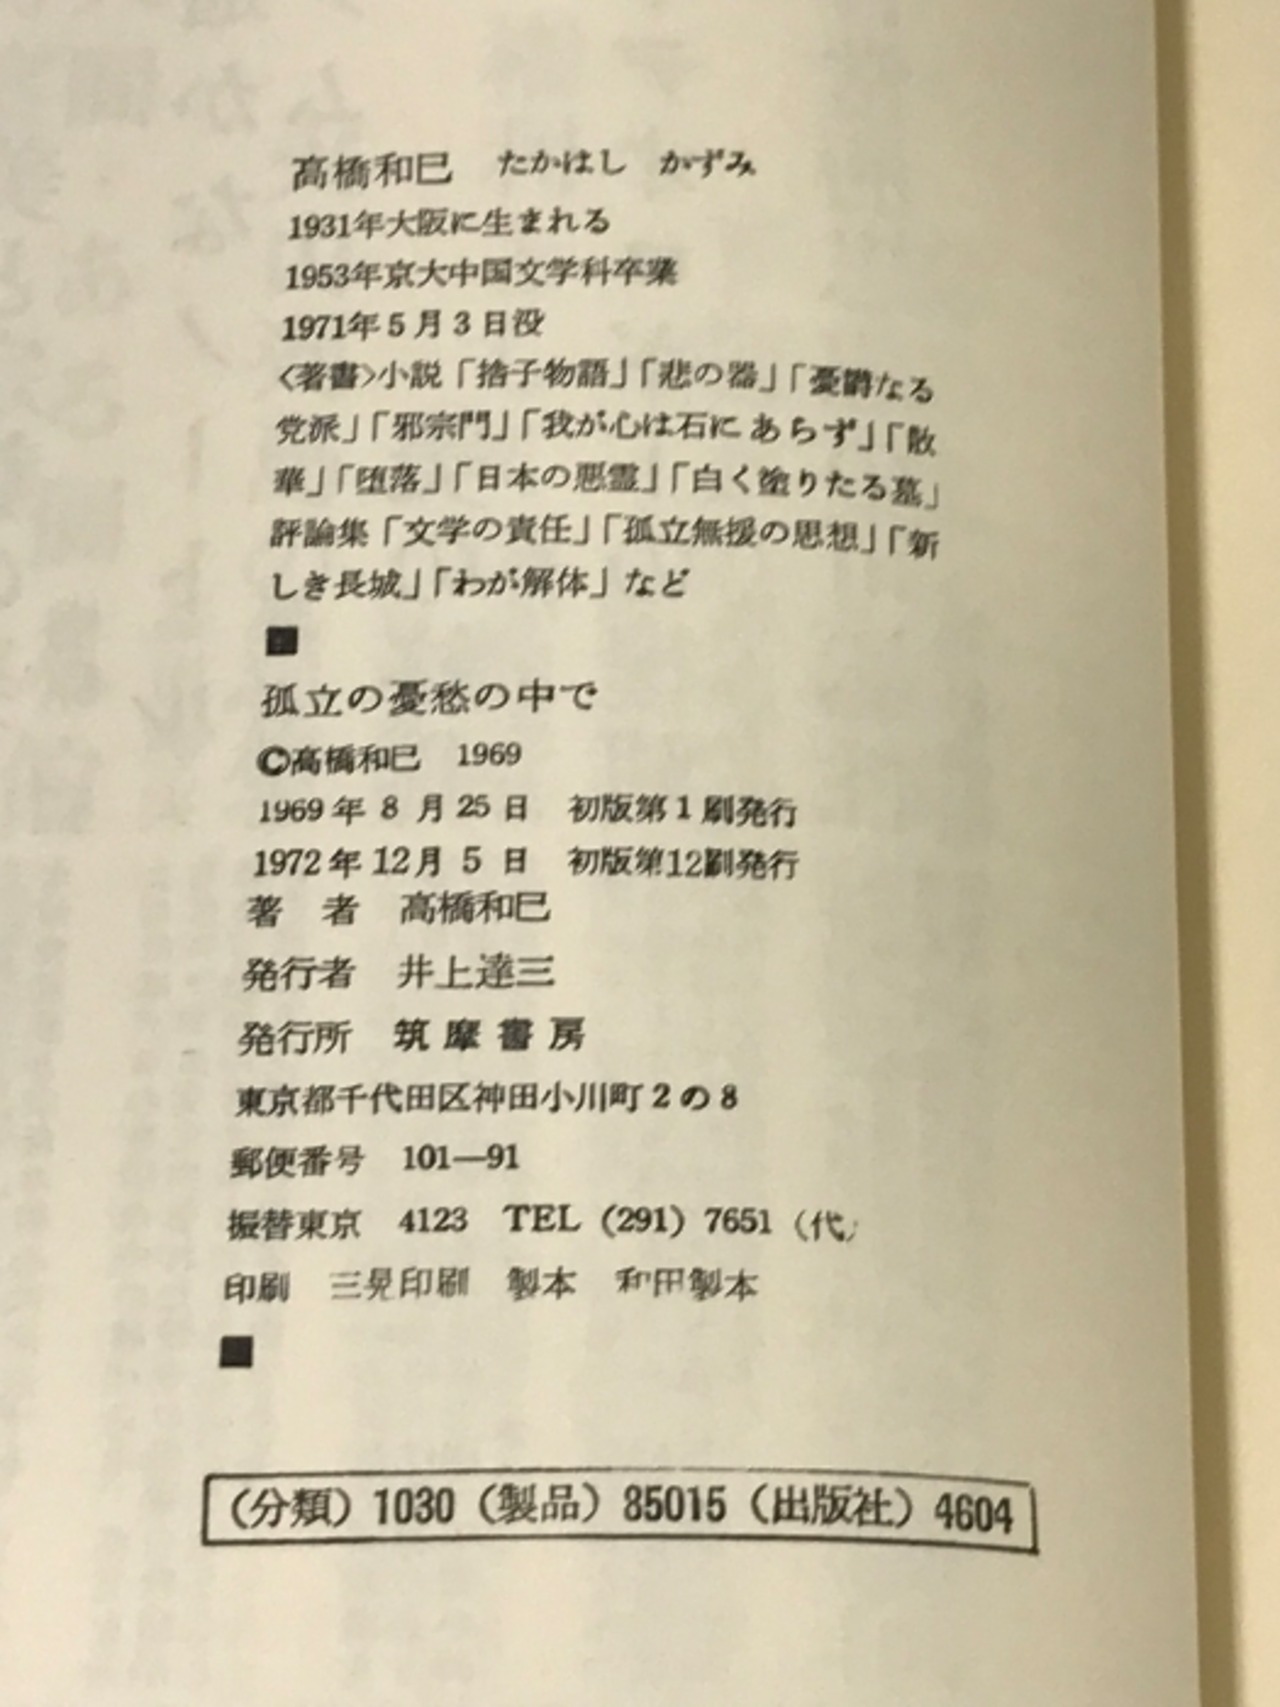 高橋和巳　たかはし　かずみ
1931年大阪に生まれる
1953年京大中国文学科卒業
1971年5月3日没
〈著書〉小説「捨子物語」「悲の器」「憂鬱なる
党派」「邪宗門」「我が心は石にあらず」「散
華」「堕落」「日本の悪霊」「白く塗りたる墓」
評論集「文学の責任」「孤立無援の思想」「新
しき長城」「わが解体」など
■
孤立の憂愁の中で
©高橋和巳　1969
1969年8月25日　初版第1刷発行
1972年12月5日　初版第12刷発行
著　者　高橋和巳
発行者　井上達三
発行所　筑摩書房
東京都千代田区神田小川町2の8
郵便番号　101—91
振替東京　4123　TEL（291）7651（代）
印刷　三晃印刷　製本　和田製本
■
（分類）1030（製品）85015（出版社）4604